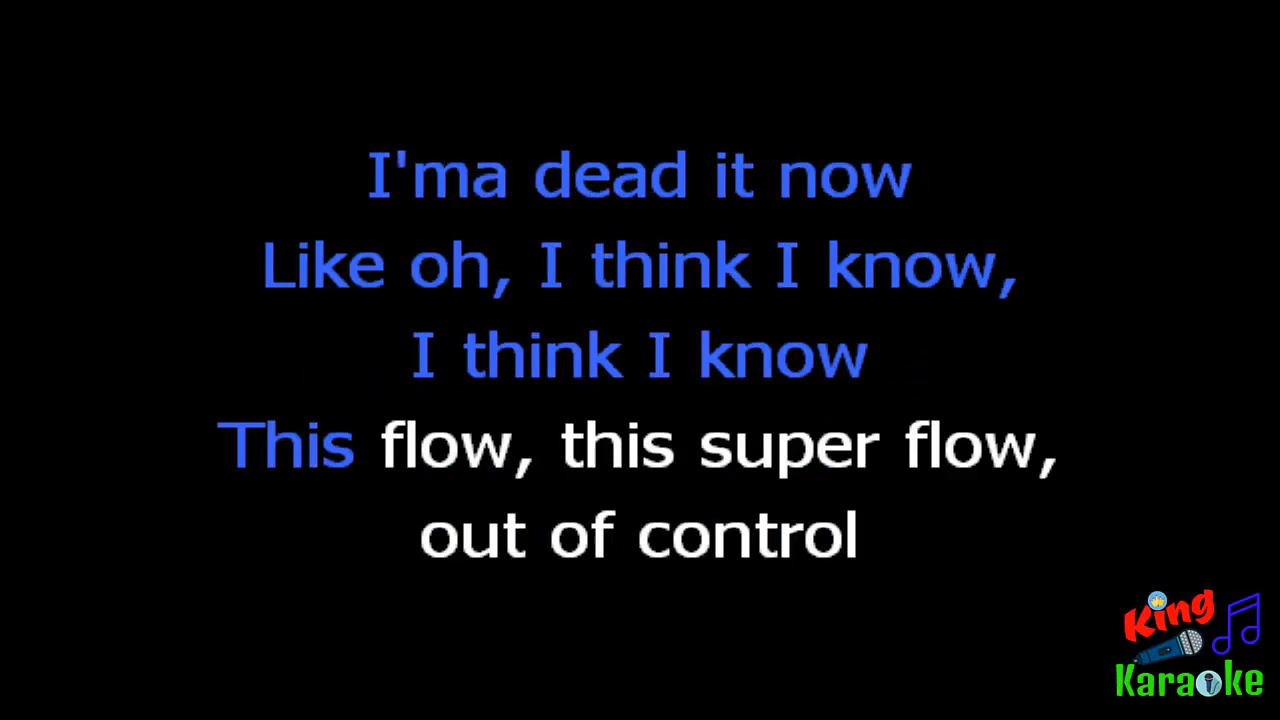 I'ma dead it now
Like oh, I think I know,
I think I know
This flow, this super flow,
out of control
King
Karaoke